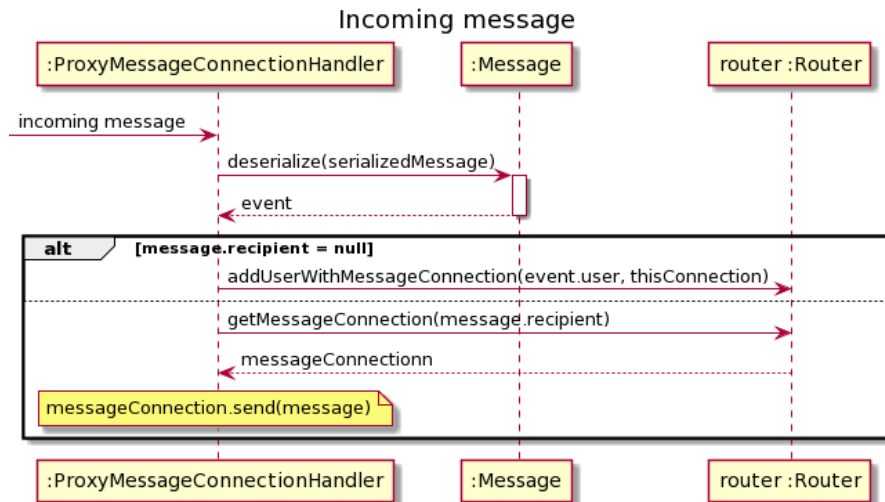 Incoming message
:ProxyMessageConnectionHandler
:Message
router :Router
incoming message
deserialize(serializedMessage)
event
alt
[message.recipient = null]
addUserWithMessageConnection(event.user, thisConnection)
getMessageConnection(message.recipient)
messageConnectionn
messageConnection.send(message)
:ProxyMessageConnectionHandler
:Message
router :Router